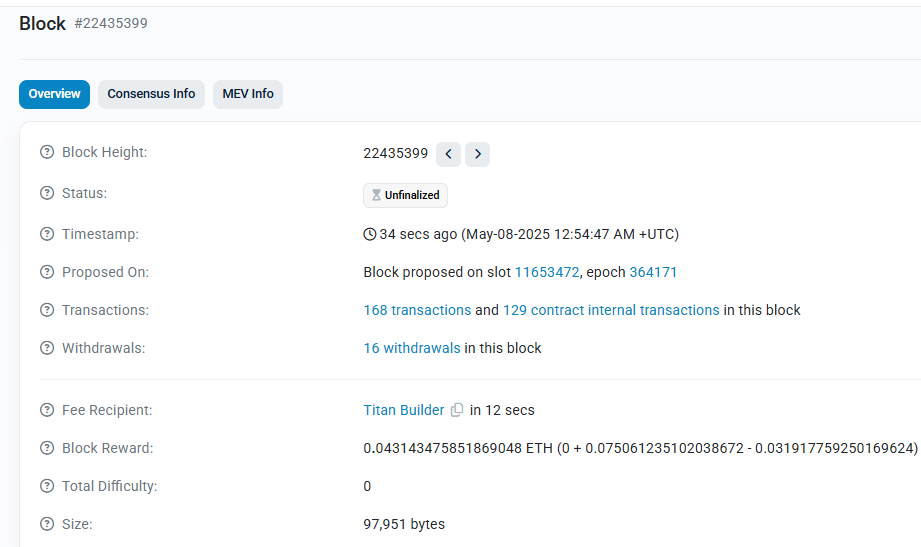 Block #22435399
Overview Consensus Info MEV Info
Block Height: 22435399
Status: Unfinalized
Timestamp: 34 secs ago (May-08-2025 12:54:47 AM +UTC)
Proposed On: Block proposed on slot 11653472, epoch 364171
Transactions: 168 transactions and 129 contract internal transactions in this block
Withdrawals: 16 withdrawals in this block
Fee Recipient: Titan Builder in 12 secs
Block Reward: 0.043143475851869048 ETH (0 + 0.075061235102038672 - 0.031917759250169624)
Total Difficulty: 0
Size: 97,951 bytes